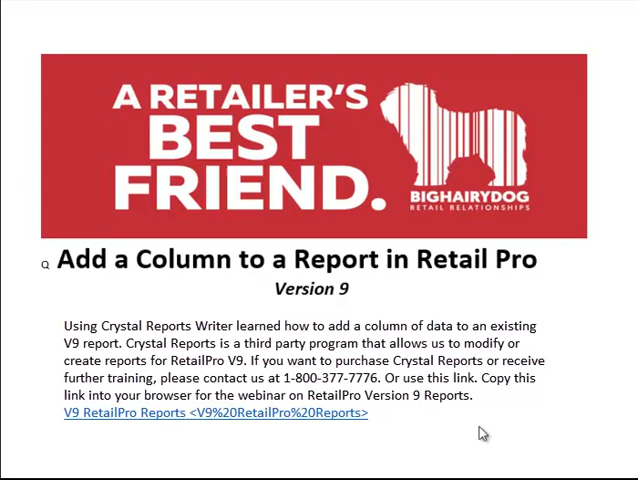 A RETAILER'S
BEST
FRIEND.
BIGHAIRYDOG
RETAIL RELATIONSHIPS
Q Add a Column to a Report in Retail Pro
Version 9
Using Crystal Reports Writer learned how to add a column of data to an existing
V9 report. Crystal Reports is a third party program that allows us to modify or
create reports for RetailPro V9. If you want to purchase Crystal Reports or receive
further training, please contact us at 1-800-377-7776. Or use this link. Copy this
link into your browser for the webinar on RetailPro Version 9 Reports.
V9 RetailPro Reports <V9%20RetailPro%20Reports>